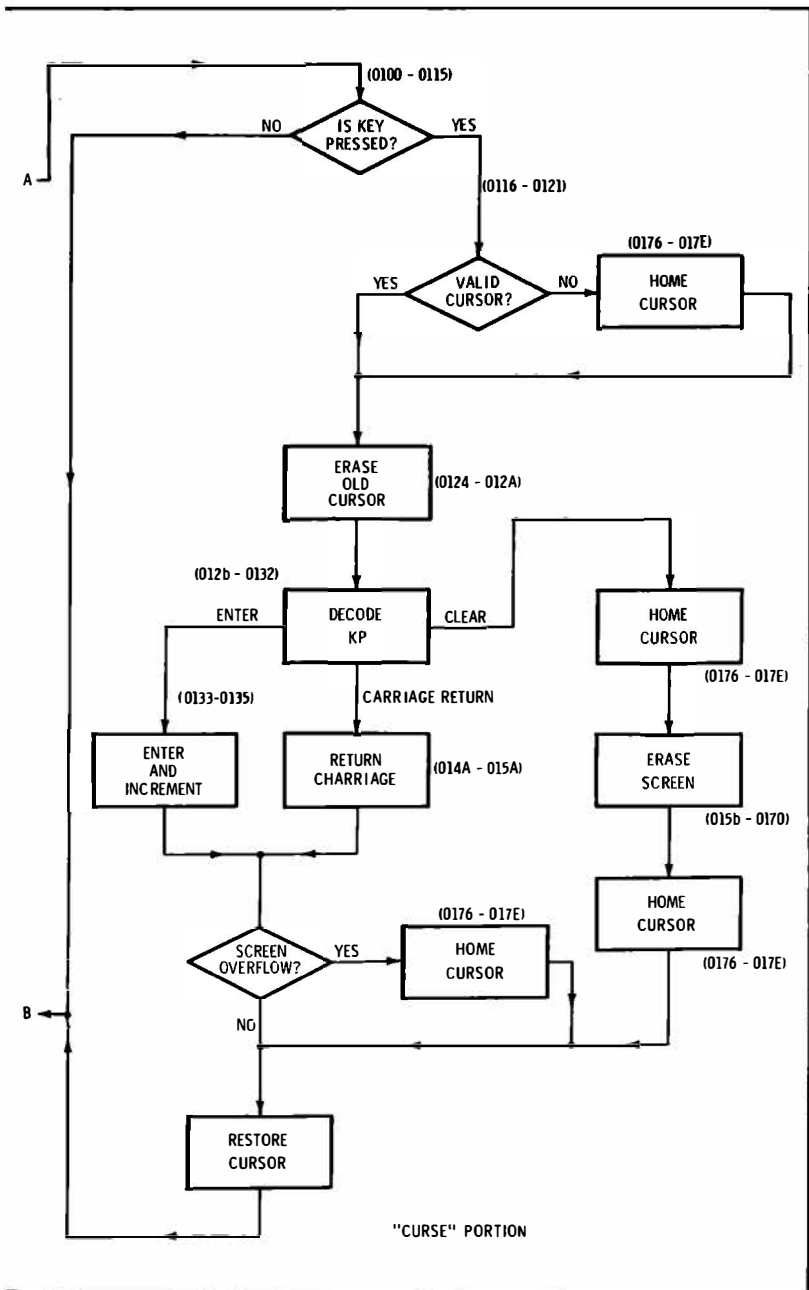 (0100 - 0115)
IS KEY
PRESSED?
NO
YES
A
(0116 - 0121)
(0176 - 017E)
VALID
CURSOR?
YES
NO
HOME
CURSOR
ERASE
OLD
CURSOR
(0124 - 012A)
(012b - 0132)
ENTER
DECODE
KP
CLEAR
HOME
CURSOR
(0176 - 017E)
(0133-0135)
CARRIAGE RETURN
ENTER
AND
INCREMENT
RETURN
CHARRIAGE
(014A - 015A)
ERASE
SCREEN
(015b - 0170)
HOME
CURSOR
(0176 - 017E)
(0176 - 017E)
SCREEN
OVERFLOW?
YES
HOME
CURSOR
B
NO
RESTORE
CURSOR
"CURSE" PORTION